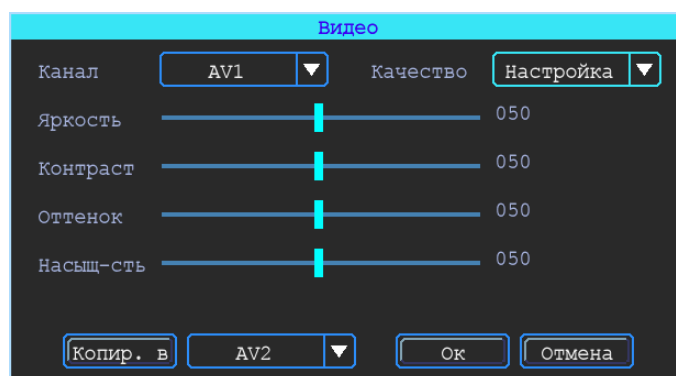 Видео
Канал AV1 Качество Настройка
Яркость 050
Контраст 050
Оттенок 050
Насыщ-сть 050
Копир. в AV2 Ок Отмена